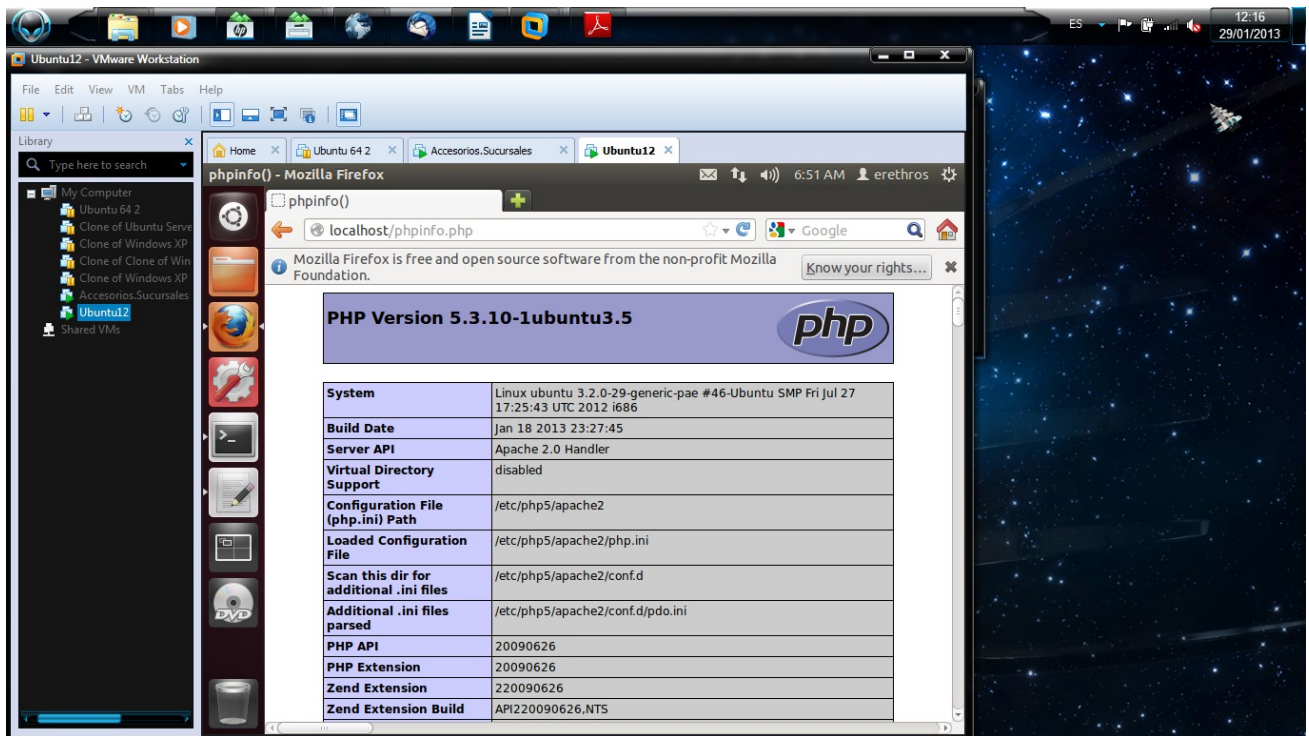 ES
12:16
29/01/2013
Ubuntu12 - VMware Workstation
File Edit View VM Tabs Help
Library
Type here to search
My Computer
Ubuntu 64 2
Clone of Ubuntu Serve
Clone of Windows XP
Clone of Clone of Win
Clone of Windows XP
Accesorios.Sucursales
Ubuntu12
Shared VMs
Home
Ubuntu 64 2
Accesorios.Sucursales
Ubuntu12
phpinfo() - Mozilla Firefox
6:51 AM
erethros
phpinfo()
localhost/phpinfo.php
Google
Mozilla Firefox is free and open source software from the non-profit Mozilla
Foundation.
Know your rights...
PHP Version 5.3.10-1ubuntu3.5
php
System
Linux ubuntu 3.2.0-29-generic-pae #46-Ubuntu SMP Fri Jul 27
17:25:43 UTC 2012 i686
Build Date
Jan 18 2013 23:27:45
Server API
Apache 2.0 Handler
Virtual Directory
Support
disabled
Configuration File
(php.ini) Path
/etc/php5/apache2
Loaded Configuration
File
/etc/php5/apache2/php.ini
Scan this dir for
additional .ini files
/etc/php5/apache2/conf.d
Additional .ini files
parsed
/etc/php5/apache2/conf.d/pdo.ini
PHP API
20090626
PHP Extension
20090626
Zend Extension
220090626
Zend Extension Build
API220090626,NTS
DVD
hp